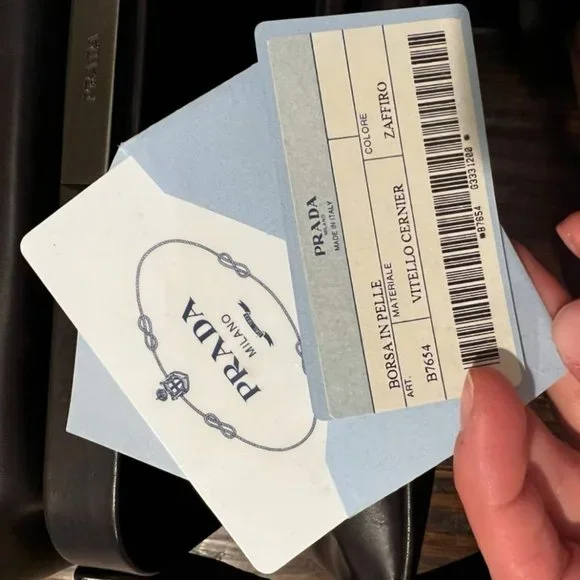 PRADA
PRADA
MILANO
PRADA
MILANO
MADE IN ITALY
BORSA IN PELLE
MATERIALE
COLORE
VITELLO CERNIER
ZAFFIRO
ART.
B7654
*B7654 G3331200 *